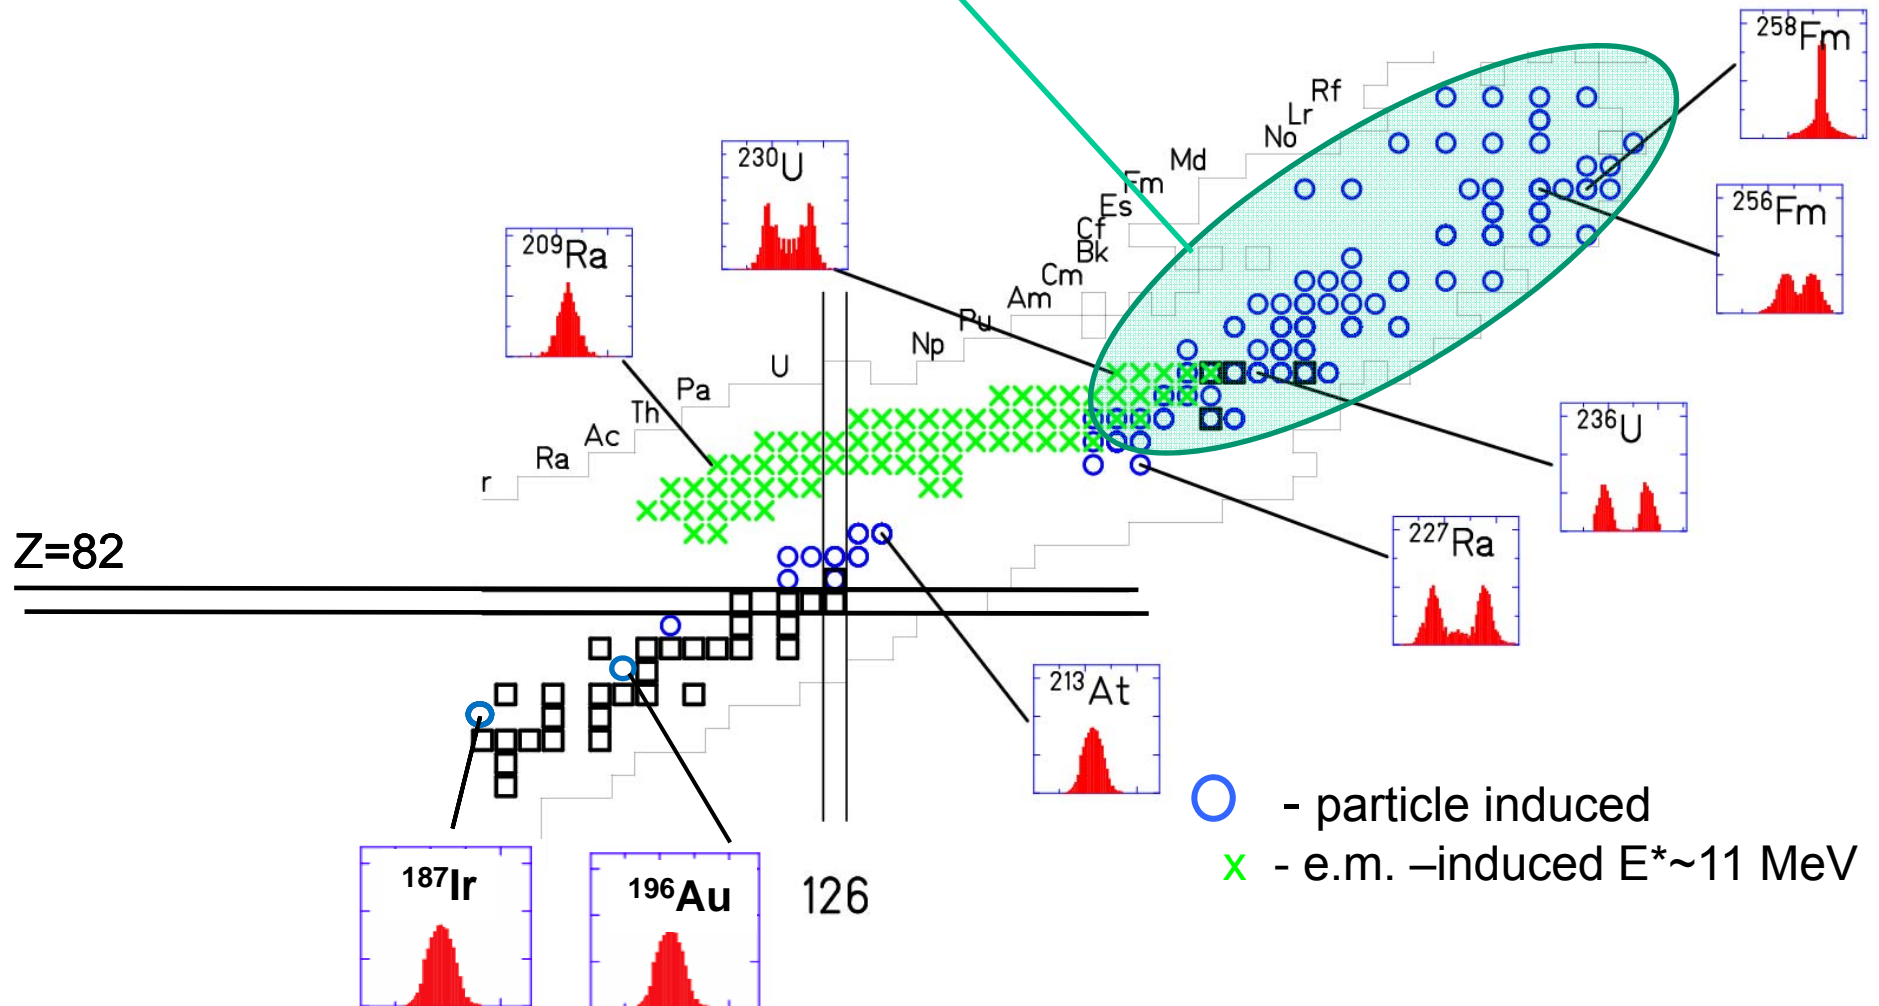 258Fm
Rf
Lr
No
230U
Md
Fm
256Fm
Es
209Ra
Cf
Bk
Cm
Am
Pu
Np
U
Pa
Th
236U
Ac
Ra
r
227Ra
Z=82
213At
- particle induced
x - e.m. –induced E*~11 MeV
187Ir
196Au
126